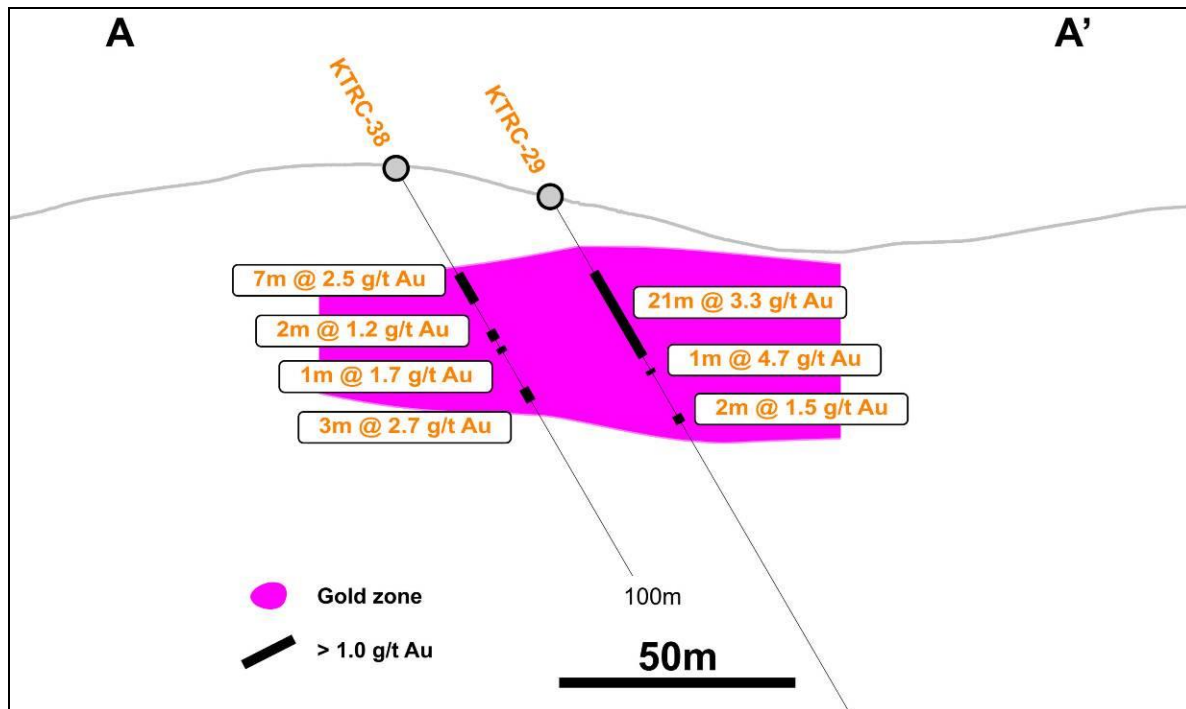 A
A’
KTRC-38
KTRC-29
7m @ 2.5 g/t Au
2m @ 1.2 g/t Au
1m @ 1.7 g/t Au
3m @ 2.7 g/t Au
21m @ 3.3 g/t Au
1m @ 4.7 g/t Au
2m @ 1.5 g/t Au
100m
Gold zone
> 1.0 g/t Au
50m